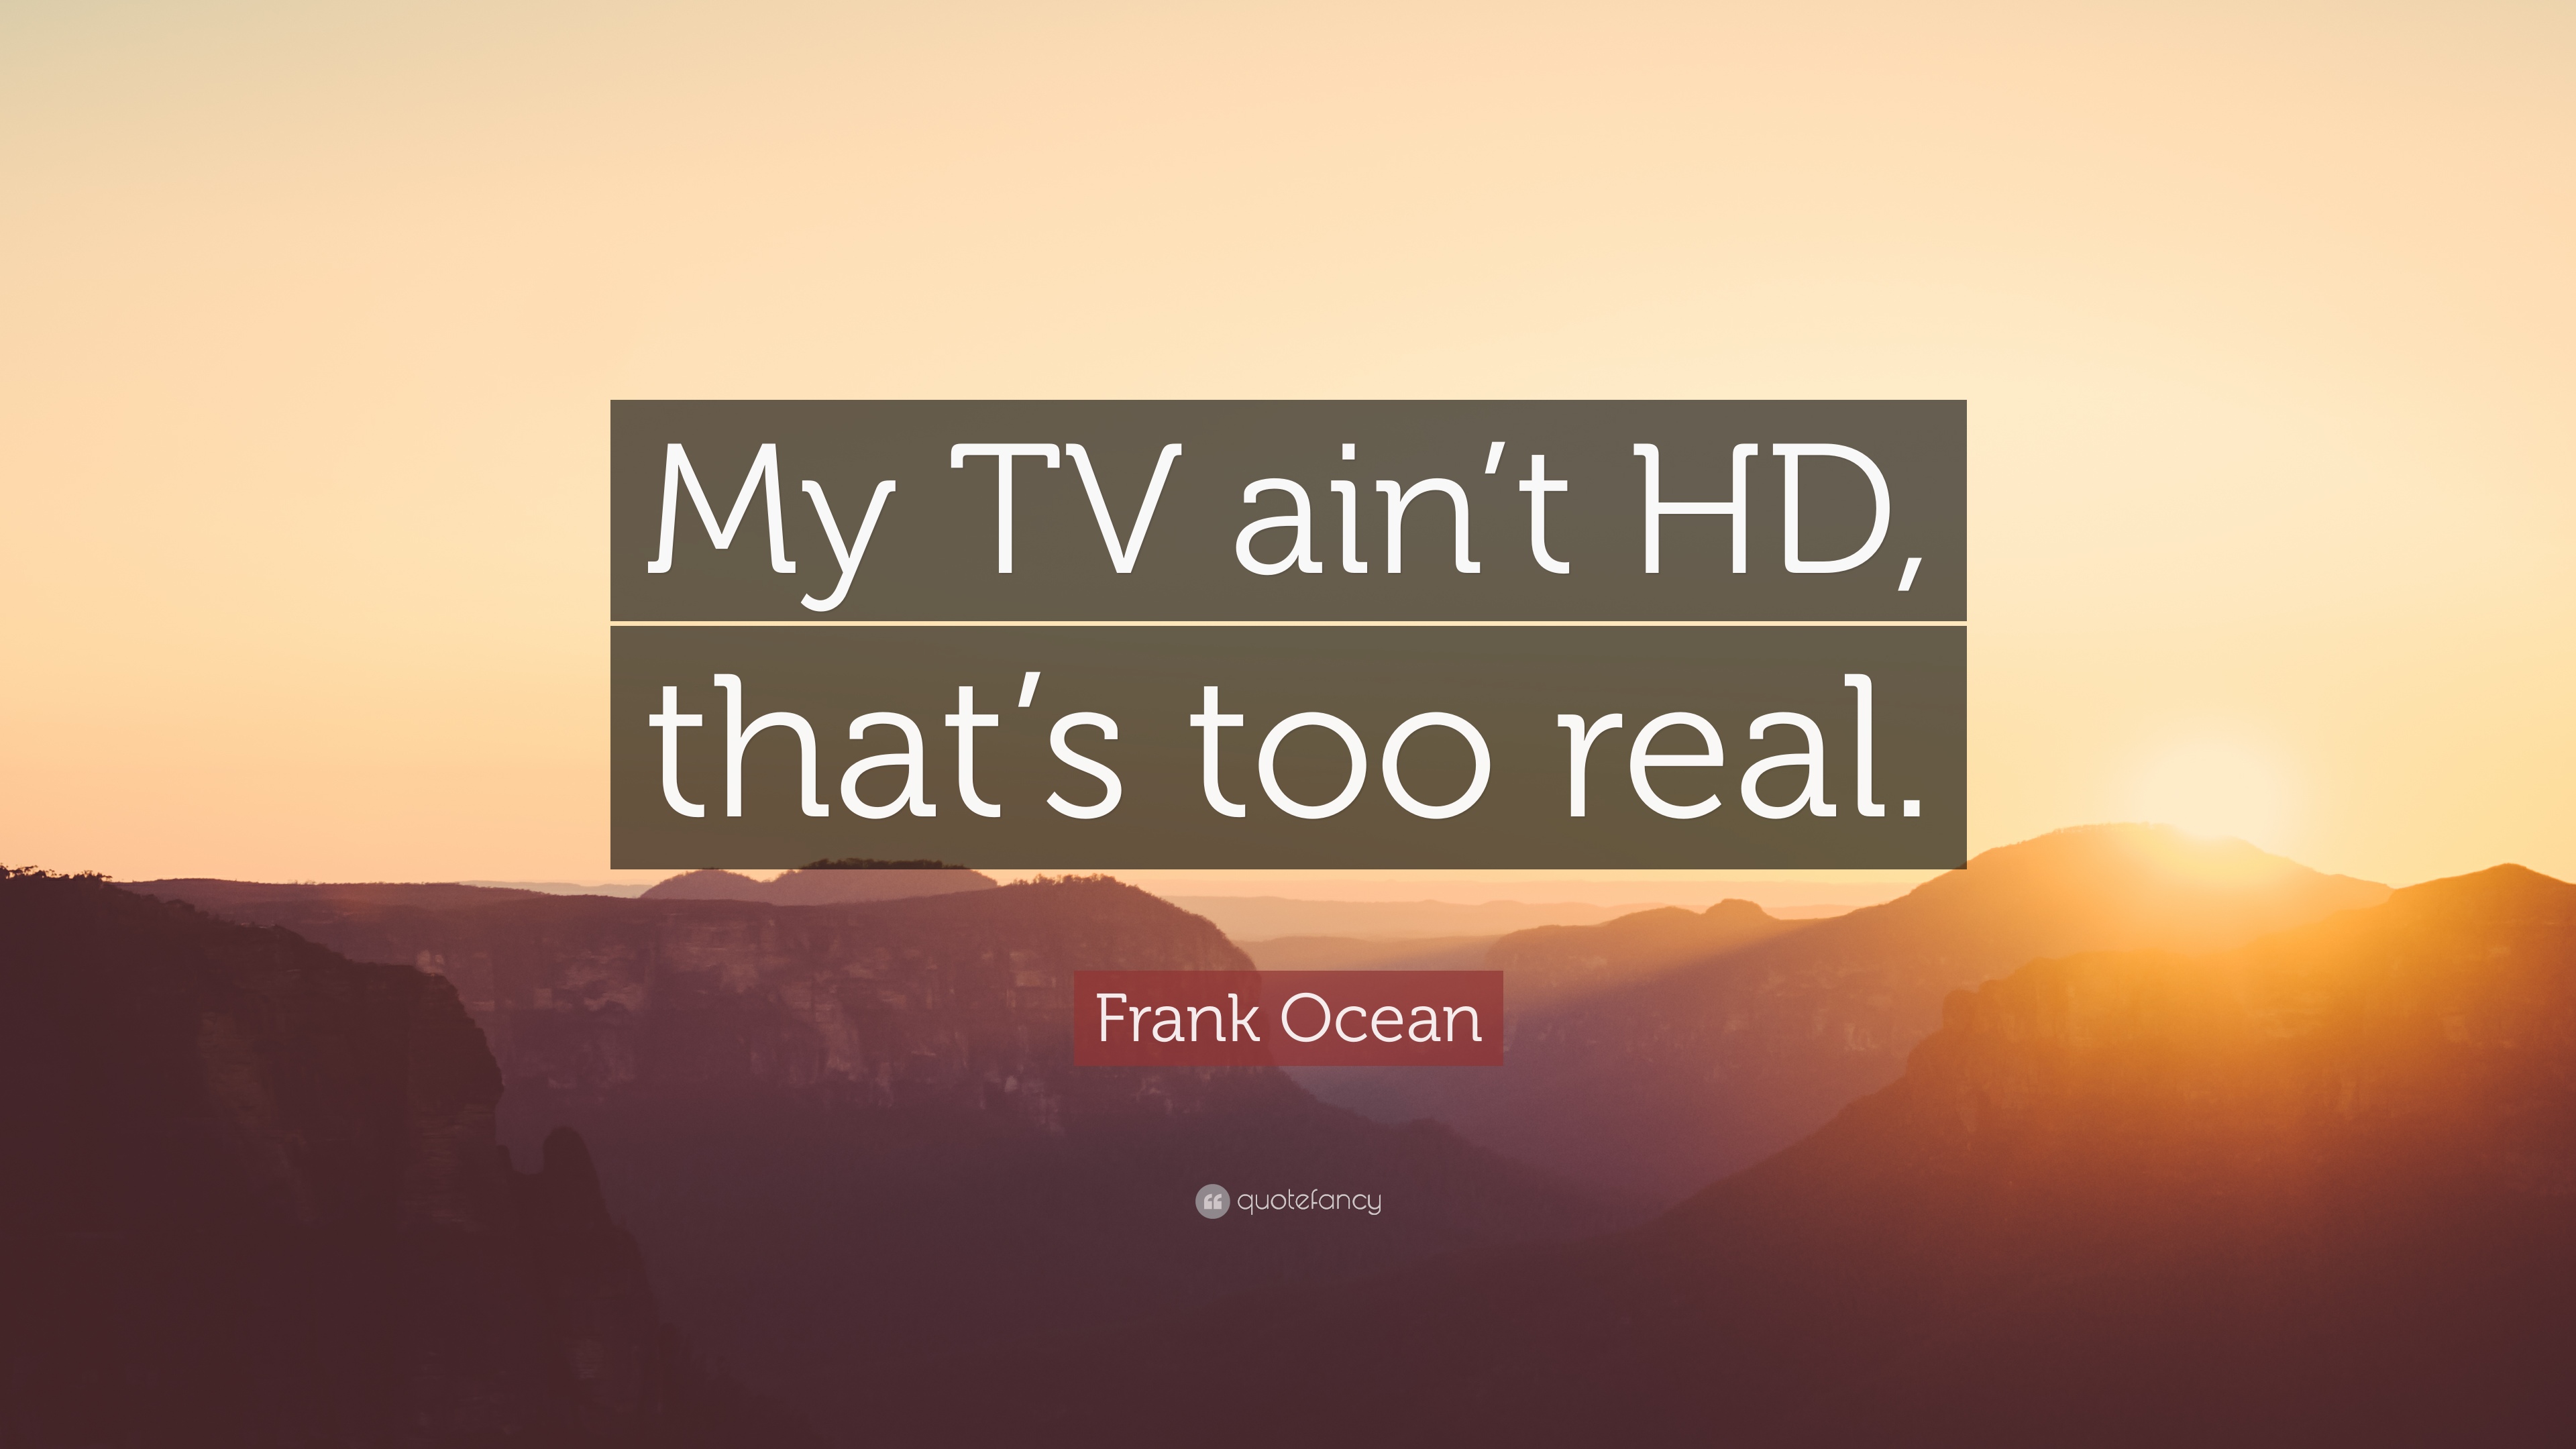 My TV ain’t HD,
that’s too real.
Frank Ocean
quotefancy